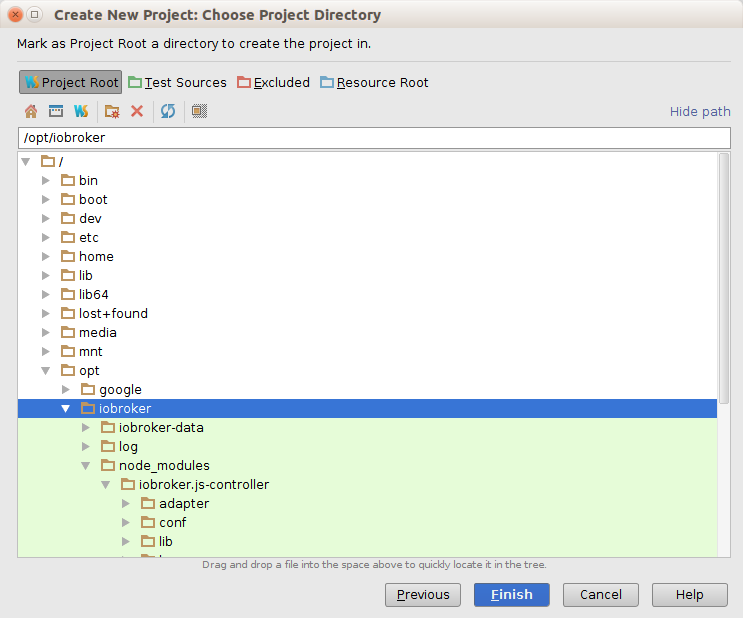 Create New Project: Choose Project Directory
Mark as Project Root a directory to create the project in.
Project Root Test Sources Excluded Resource Root
Hide path
/opt/iobroker
/
bin
boot
dev
etc
home
lib
lib64
lost+found
media
mnt
opt
google
iobroker
iobroker-data
log
node_modules
iobroker.js-controller
adapter
conf
lib
Drag and drop a file into the space above to quickly locate it in the tree.
Previous Finish Cancel Help